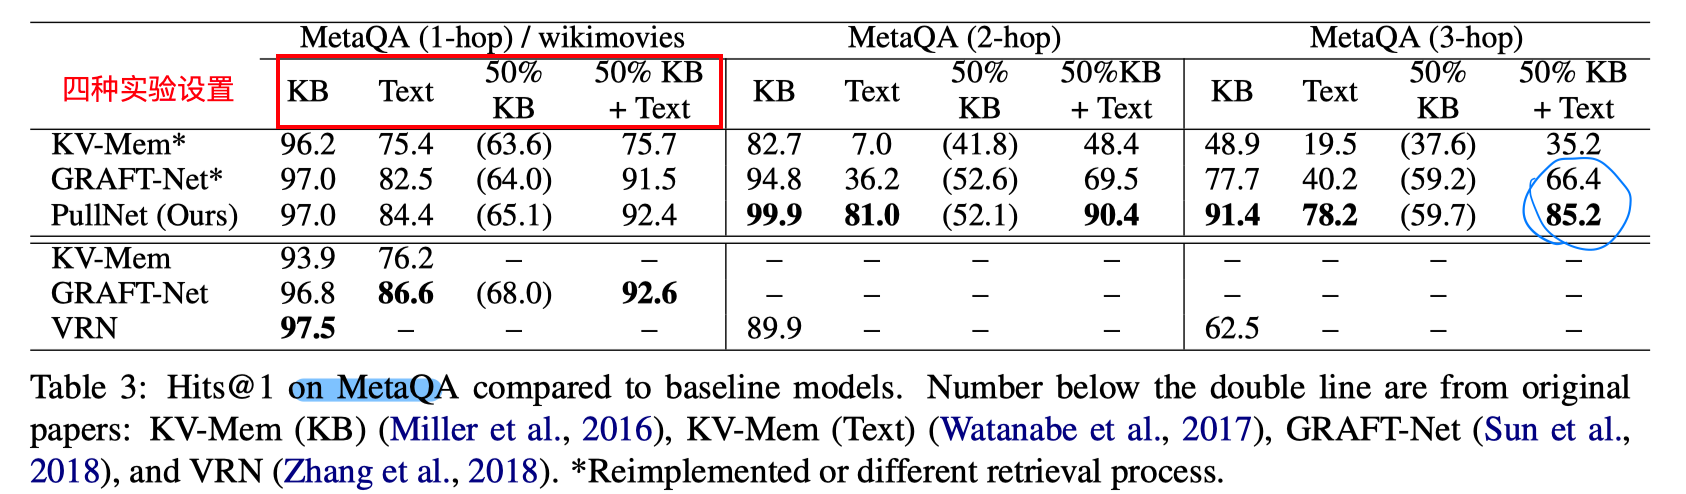 MetaQA (1-hop) / wikimovies MetaQA (2-hop) MetaQA (3-hop)
四种实验设置 KB Text 50% KB 50% KB + Text KB Text 50% KB 50%KB + Text KB Text 50% KB 50% KB + Text
KV-Mem* 96.2 75.4 (63.6) 75.7 82.7 7.0 (41.8) 48.4 48.9 19.5 (37.6) 35.2
GRAFT-Net* 97.0 82.5 (64.0) 91.5 94.8 36.2 (52.6) 69.5 77.7 40.2 (59.2) 66.4
PullNet (Ours) 97.0 84.4 (65.1) 92.4 99.9 81.0 (52.1) 90.4 91.4 78.2 (59.7) 85.2
KV-Mem 93.9 76.2 – – – – – – – – – –
GRAFT-Net 96.8 86.6 (68.0) 92.6 – – – – – – – –
VRN 97.5 – – – 89.9 – – – 62.5 – – –
Table 3: Hits@1 on MetaQA compared to baseline models. Number below the double line are from original
papers: KV-Mem (KB) (Miller et al., 2016), KV-Mem (Text) (Watanabe et al., 2017), GRAFT-Net (Sun et al.,
2018), and VRN (Zhang et al., 2018). *Reimplemented or different retrieval process.